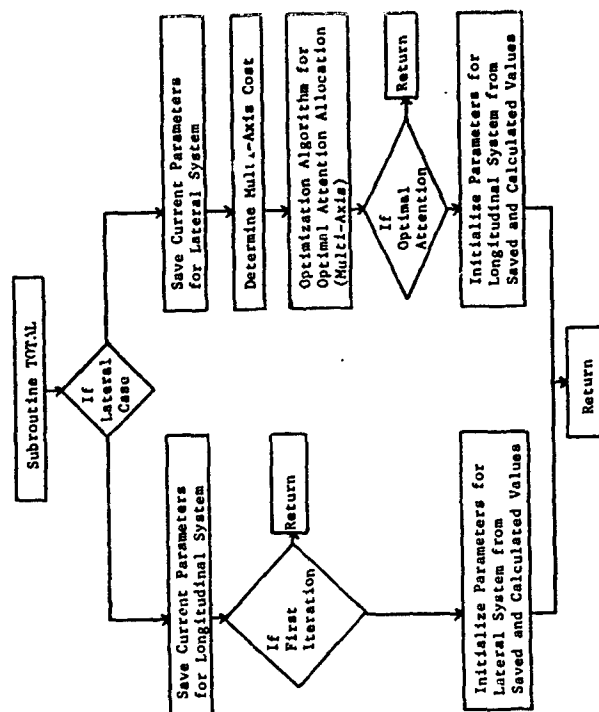 Subroutine TOTAL
If
Lateral
Case
Save Current Parameters
for Longitudinal System
If
First
Iteration
Return
Initialize Parameters for
Lateral System from
Saved and Calculated Values
Save Current Parameters
for Lateral System
Determine Multi-Axis Cost
Optimization Algorithm for
Optimal Attention Allocation
(Multi-Axis)
If
Optimal
Attention
Return
Initialize Parameters for
Longitudinal System from
Saved and Calculated Values
Return